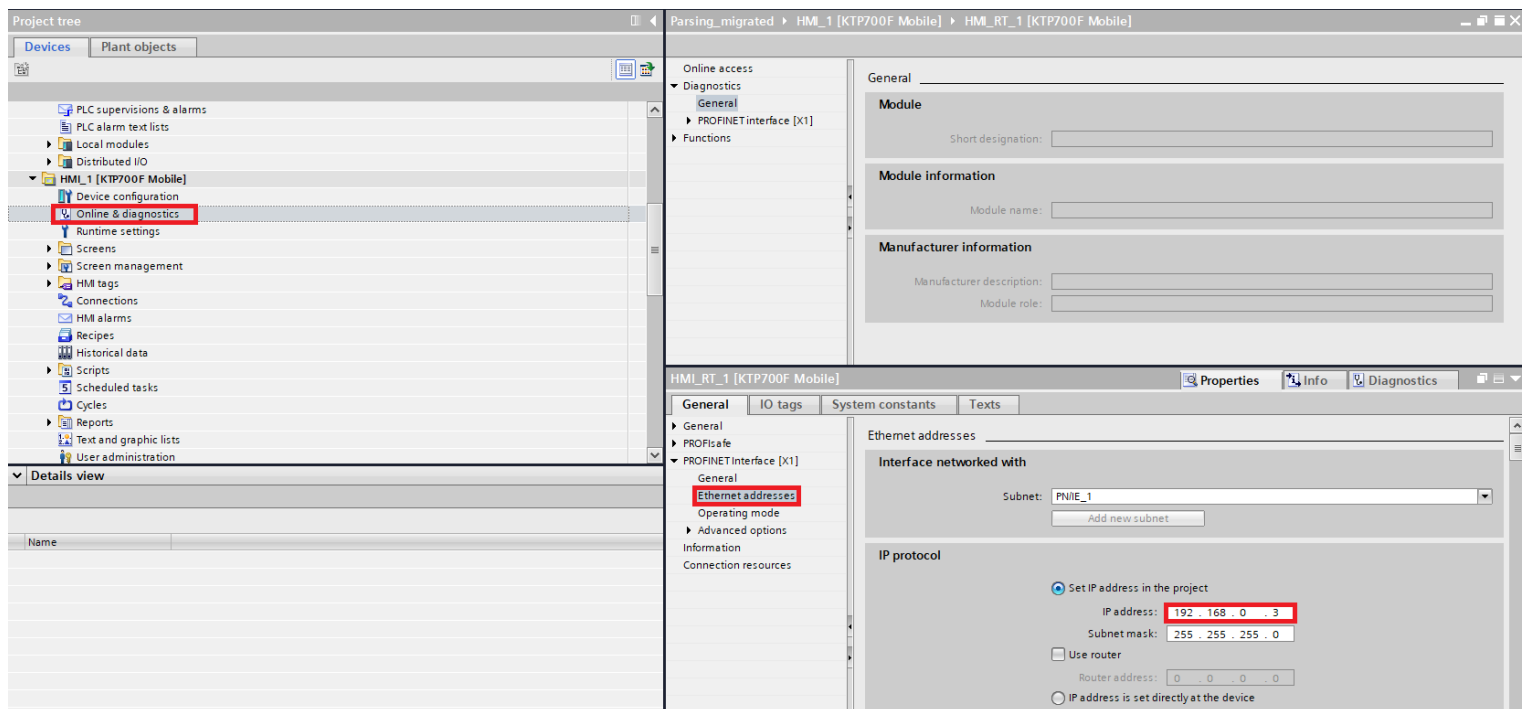 Project tree
Devices
Plant objects
PLC supervisions & alarms
PLC alarm text lists
Local modules
Distributed I/O
HMI_1 [KTP700F Mobile]
Device configuration
Online & diagnostics
Runtime settings
Screens
Screen management
HMI tags
Connections
HMI alarms
Recipes
Historical data
Scripts
Scheduled tasks
Cycles
Reports
Text and graphic lists
User administration
Details view
Name
Parsing_migrated HMI_1 [KTP700F Mobile] HMI_RT_1 [KTP700F Mobile]
Online access
Diagnostics
General
PROFINET interface [X1]
Functions
General
Module
Short designation:
Module information
Module name:
Manufacturer information
Manufacturer description:
Module role:
HMI_RT_1 [KTP700F Mobile]
Properties
Info
Diagnostics
General
IO tags
System constants
Texts
General
PROFIsafe
PROFINET Interface [X1]
General
Ethernet addresses
Operating mode
Advanced options
Information
Connection resources
Ethernet addresses
Interface networked with
Subnet: PN/IE_1
Add new subnet
IP protocol
Set IP address in the project
IP address: 192 . 168 . 0 . 3
Subnet mask: 255 . 255 . 255 . 0
Use router
Router address: 0 . 0 . 0 . 0
IP address is set directly at the device